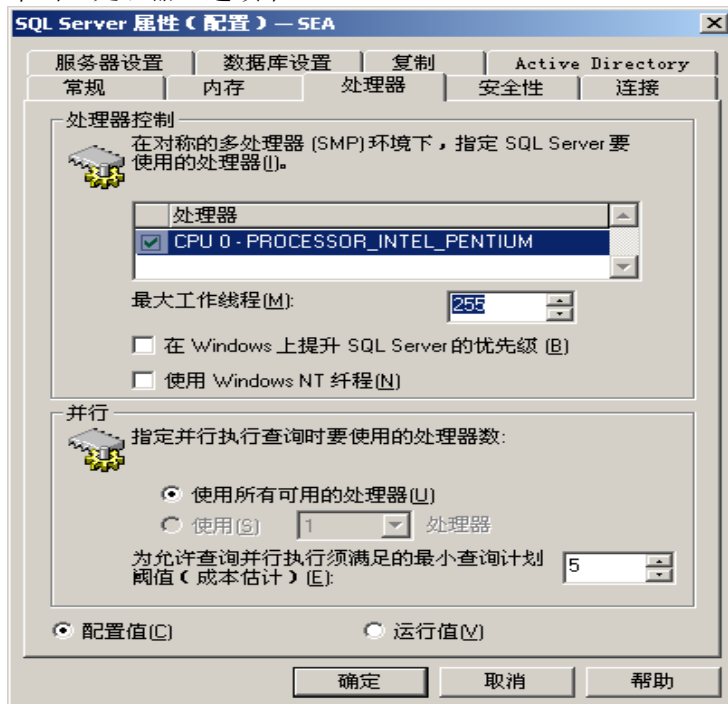 SQL Server 属性（配置）— SEA
服务器设置 数据库设置 复制 Active Directory
常规 内存 处理器 安全性 连接
处理器控制
在对称的多处理器 (SMP) 环境下，指定 SQL Server 要
使用的处理器(I)。
处理器
CPU 0 - PROCESSOR_INTEL_PENTIUM
最大工作线程(M): 255
在 Windows 上提升 SQL Server 的优先级 (B)
使用 Windows NT 纤程(N)
并行
指定并行执行查询时要使用的处理器数:
使用所有可用的处理器(U)
使用(S) 1 处理器
为允许查询并行执行须满足的最小查询计划
阈值（成本估计）(E): 5
配置值(C) 运行值(V)
确定 取消 帮助